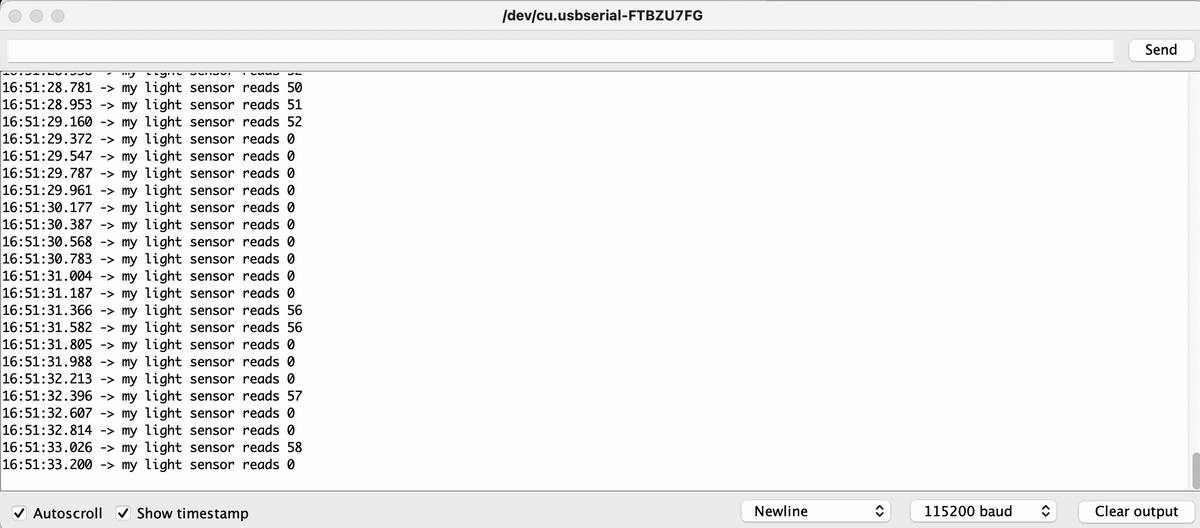 /dev/cu.usbserial-FTBZU7FG
Send
my light sensor reads 52
16:51:28.781 -> my light sensor reads 50
16:51:28.953 -> my light sensor reads 51
16:51:29.160 -> my light sensor reads 52
16:51:29.372 -> my light sensor reads 0
16:51:29.547 -> my light sensor reads 0
16:51:29.787 -> my light sensor reads 0
16:51:29.961 -> my light sensor reads 0
16:51:30.177 -> my light sensor reads 0
16:51:30.387 -> my light sensor reads 0
16:51:30.568 -> my light sensor reads 0
16:51:30.783 -> my light sensor reads 0
16:51:31.004 -> my light sensor reads 0
16:51:31.187 -> my light sensor reads 0
16:51:31.366 -> my light sensor reads 56
16:51:31.582 -> my light sensor reads 56
16:51:31.805 -> my light sensor reads 0
16:51:31.988 -> my light sensor reads 0
16:51:32.213 -> my light sensor reads 0
16:51:32.396 -> my light sensor reads 57
16:51:32.607 -> my light sensor reads 0
16:51:32.814 -> my light sensor reads 0
16:51:33.026 -> my light sensor reads 58
16:51:33.200 -> my light sensor reads 0
Autoscroll Show timestamp Newline 115200 baud Clear output